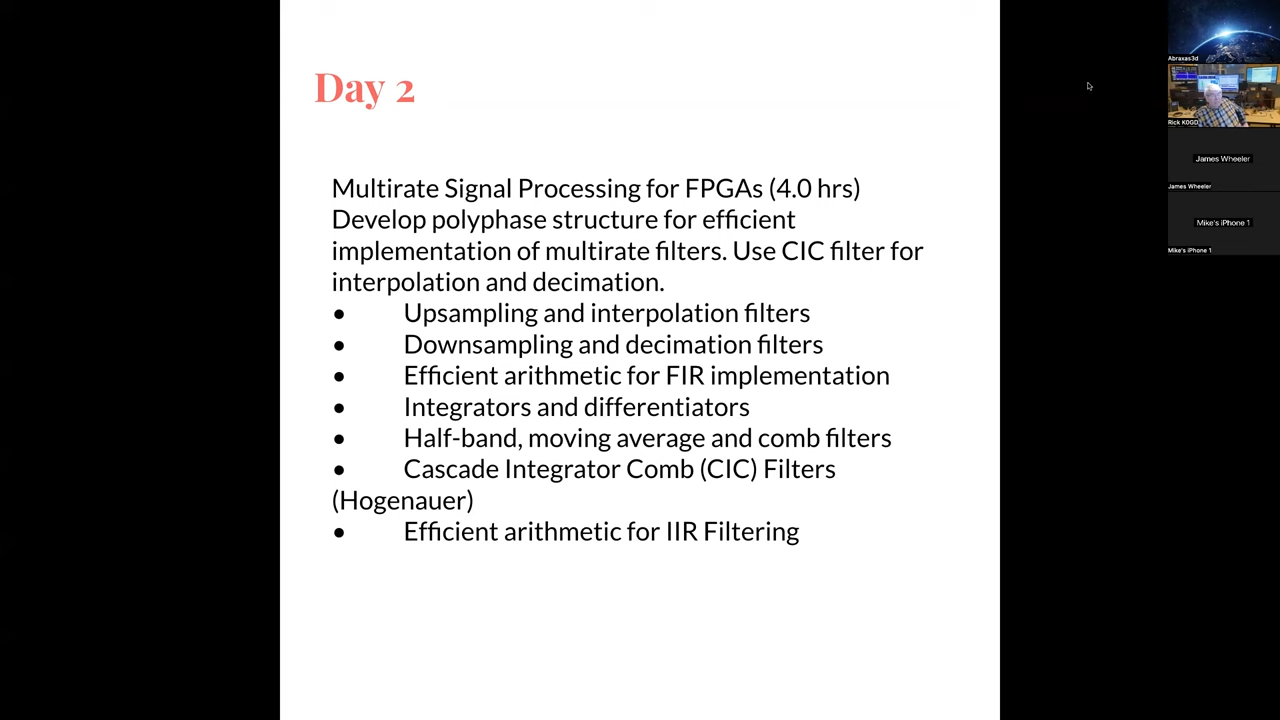 Day 2
Multirate Signal Processing for FPGAs (4.0 hrs)
Develop polyphase structure for efficient
implementation of multirate filters. Use CIC filter for
interpolation and decimation.
• Upsampling and interpolation filters
• Downsampling and decimation filters
• Efficient arithmetic for FIR implementation
• Integrators and differentiators
• Half-band, moving average and comb filters
• Cascade Integrator Comb (CIC) Filters
(Hogenauer)
• Efficient arithmetic for IIR Filtering
Abraxas3d
Rick K0GD
James Wheeler
James Wheeler
Mike's iPhone 1
Mike's iPhone 1